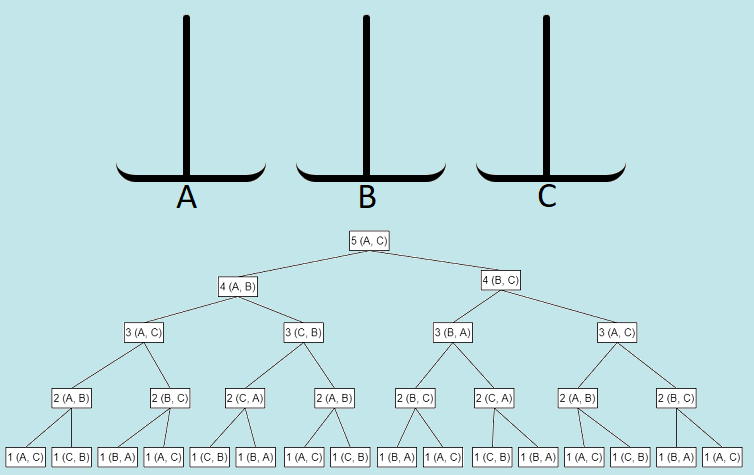 A B C
5 (A, C)
4 (A, B) 4 (B, C)
3 (A, C) 3 (C, B) 3 (B, A) 3 (A, C)
2 (A, B) 2 (B, C) 2 (C, A) 2 (A, B) 2 (B, C) 2 (C, A) 2 (A, B) 2 (B, C)
1 (A, C) 1 (C, B) 1 (B, A) 1 (A, C) 1 (C, B) 1 (B, A) 1 (A, C) 1 (C, B) 1 (B, A) 1 (A, C) 1 (C, B) 1 (B, A) 1 (A, C) 1 (C, B) 1 (B, A) 1 (A, C)